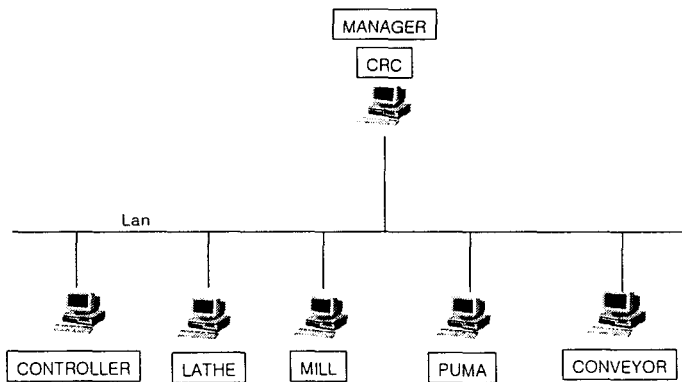 MANAGER
CRC
Lan
CONTROLLER
LATHE
MILL
PUMA
CONVEYOR